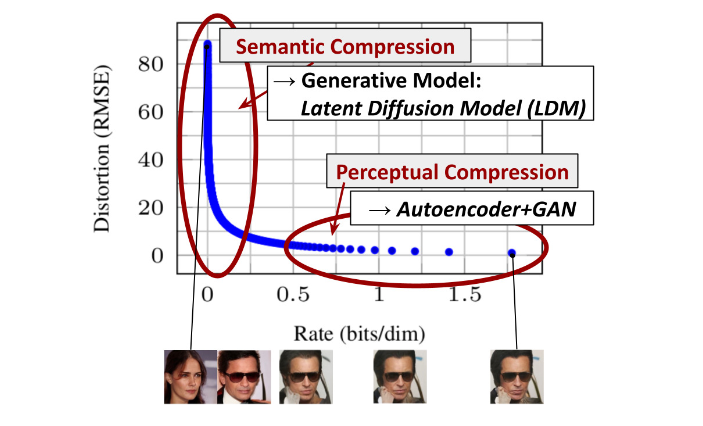 Semantic Compression
→ Generative Model:
Latent Diffusion Model (LDM)
Perceptual Compression
→ Autoencoder+GAN
Distortion (RMSE)
80
60
40
20
0
0 0.5 1 1.5
Rate (bits/dim)